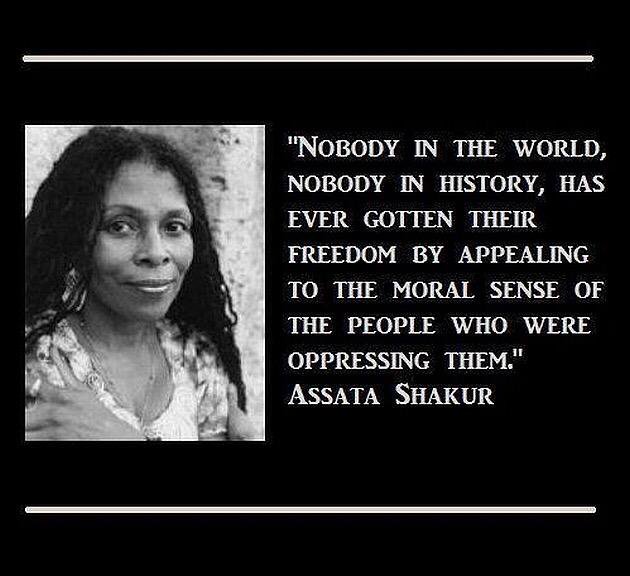 "Nobody in the world,
nobody in history, has
ever gotten their
freedom by appealing
to the moral sense of
the people who were
oppressing them."
Assata Shakur